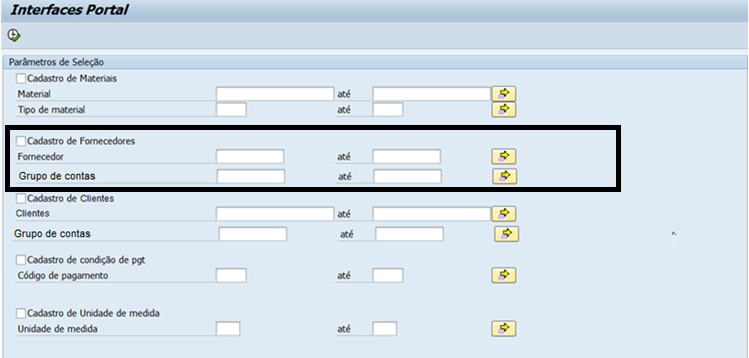 Interfaces Portal
Parâmetros de Seleção
Cadastro de Materiais
Material até
Tipo de material até
Cadastro de Fornecedores
Fornecedor até
Grupo de contas até
Cadastro de Clientes
Clientes até
Grupo de contas até
Cadastro de condição de pgt
Código de pagamento até
Cadastro de Unidade de medida
Unidade de medida até